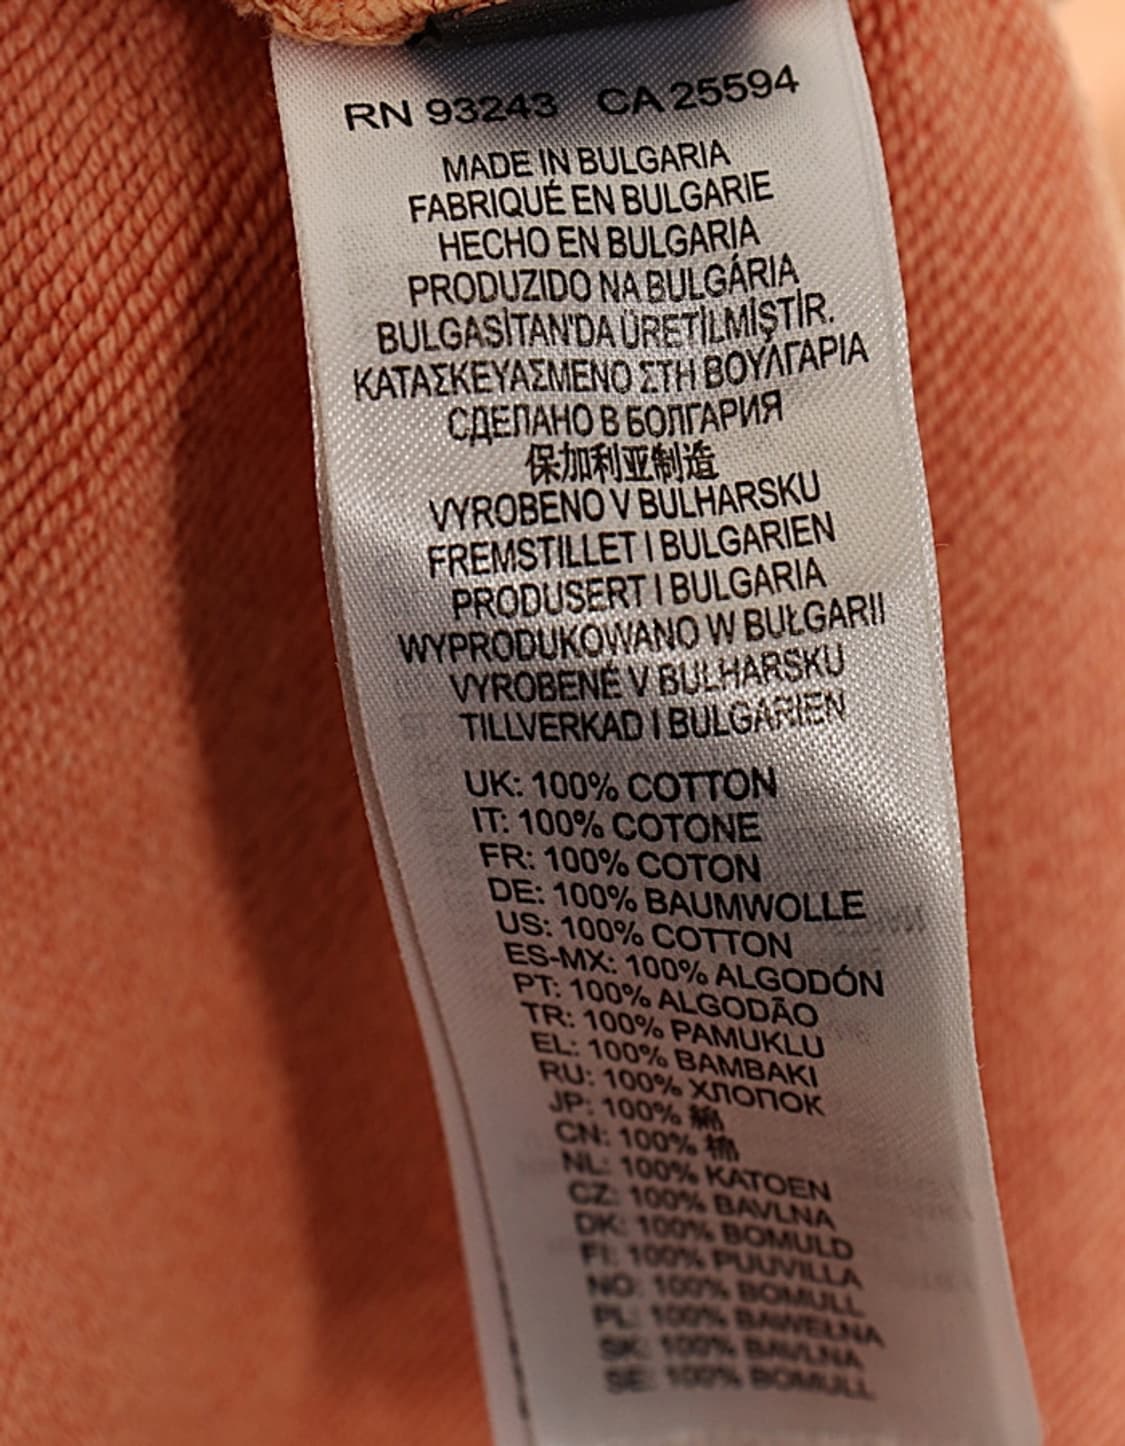 RN 93243 CA 25594
MADE IN BULGARIA
FABRIQUÉ EN BULGARIE
HECHO EN BULGARIA
PRODUZIDO NA BULGÁRIA
BULGASİTAN'DA ÜRETİLMİŞTİR.
ΚΑΤΑΣΚΕΥΑΣΜΕΝΟ ΣΤΗ ΒΟΥΛΓΑΡΙΑ
СДЕЛАНО В БОЛГАРИЯ
保加利亚制造
VYROBENO V BULHARSKU
FREMSTILLET I BULGARIEN
PRODUSERT I BULGARIA
WYPRODUKOWANO W BUŁGARII
VYROBENÉ V BULHARSKU
TILLVERKAD I BULGARIEN
UK: 100% COTTON
IT: 100% COTONE
FR: 100% COTON
DE: 100% BAUMWOLLE
US: 100% COTTON
ES-MX: 100% ALGODÓN
PT: 100% ALGODÃO
TR: 100% PAMUKLU
EL: 100% ΒΑΜΒΑΚΙ
RU: 100% ХЛОПОК
JP: 100% 綿
CN: 100% 棉
NL: 100% KATOEN
CZ: 100% BAVLNA
DK: 100% BOMULD
FI: 100% PUUVILLA
NO: 100% BOMULL
PL: 100% BAWEŁNA
SK: 100% BAVLNA
SE: 100% BOMULL